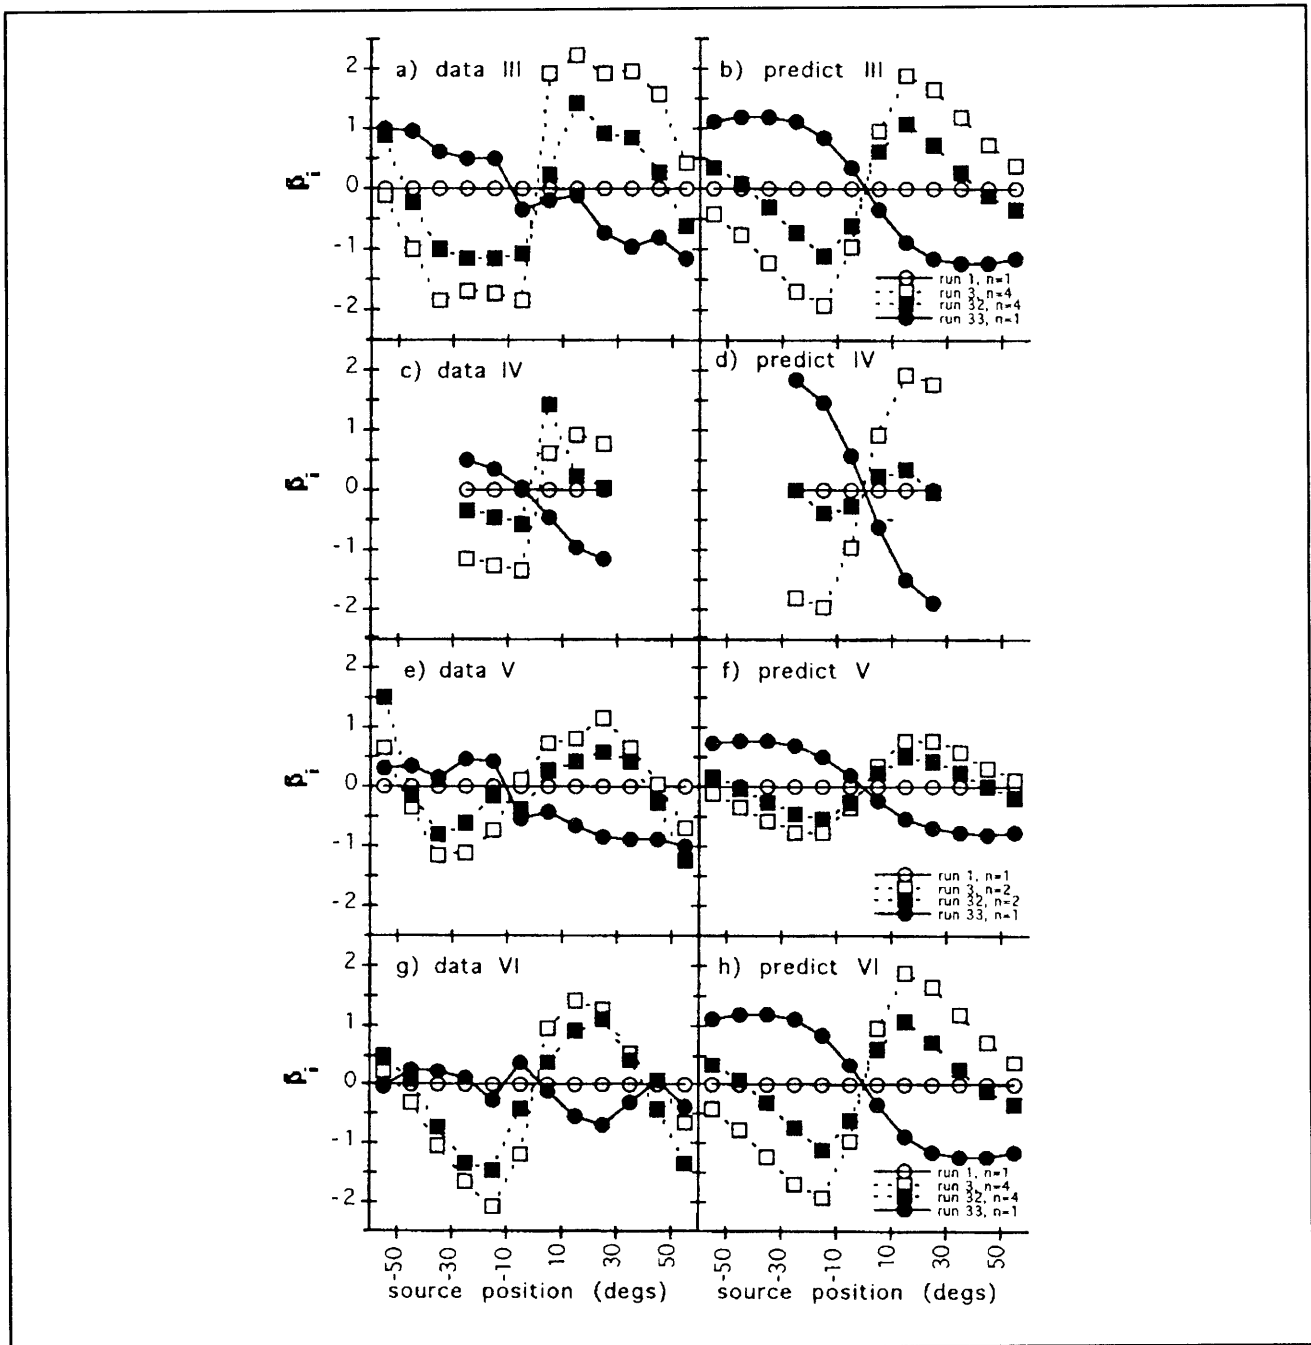 a) data III
b) predict III
2
1
0
-1
-2
β̄i
run 1, n=1
run 3, n=4
run 32, n=4
run 33, n=1
c) data IV
d) predict IV
2
1
0
-1
-2
β̄i
e) data V
f) predict V
2
1
0
-1
-2
β̄i
run 1, n=1
run 3, n=2
run 32, n=2
run 33, n=1
g) data VI
h) predict VI
2
1
0
-1
-2
β̄i
run 1, n=1
run 3, n=4
run 32, n=4
run 33, n=1
-50 -30 -10 10 30 50 -50 -30 -10 10 30 50
source position (degs) source position (degs)